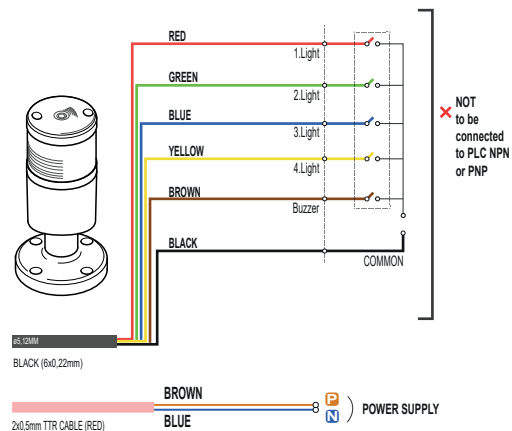 RED
1.Light
GREEN
2.Light
BLUE
3.Light
YELLOW
4.Light
BROWN
Buzzer
BLACK
COMMON
NOT
to be
connected
to PLC NPN
or PNP
ø5,12MM
BLACK (6x0,22mm)
BROWN
BLUE
P
N
POWER SUPPLY
2x0,5mm TTR CABLE (RED)